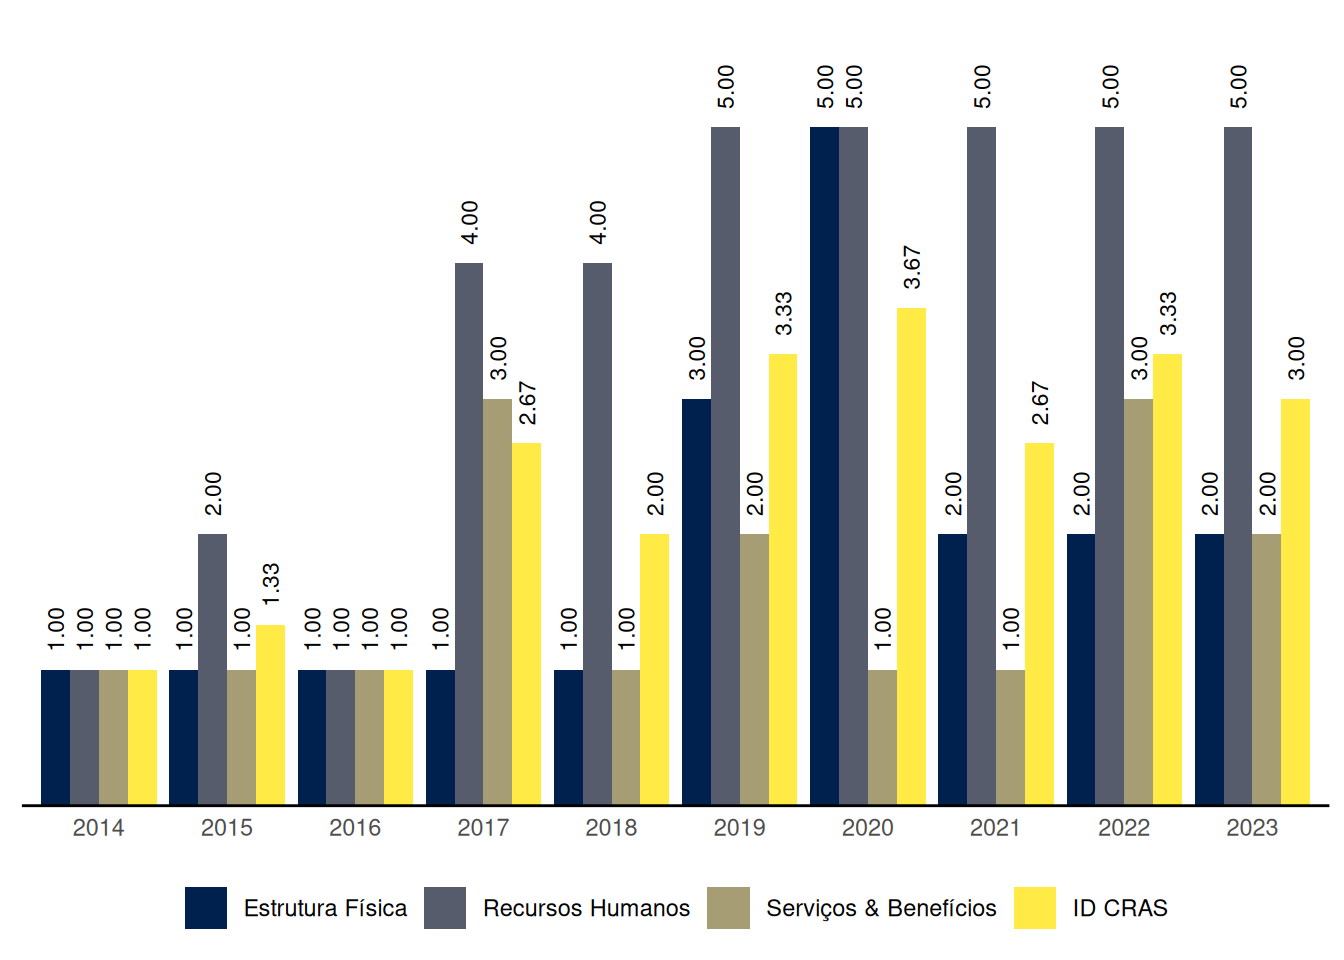 1.00 1.00 1.00 1.00
1.00 2.00 1.00 1.33
1.00 1.00 1.00 1.00
1.00 4.00 3.00 2.67
1.00 4.00 1.00 2.00
3.00 5.00 2.00 3.33
5.00 5.00 1.00 3.67
2.00 5.00 1.00 2.67
2.00 5.00 3.00 3.33
2.00 5.00 2.00 3.00
2014 2015 2016 2017 2018 2019 2020 2021 2022 2023
Estrutura Física Recursos Humanos Serviços & Benefícios ID CRAS